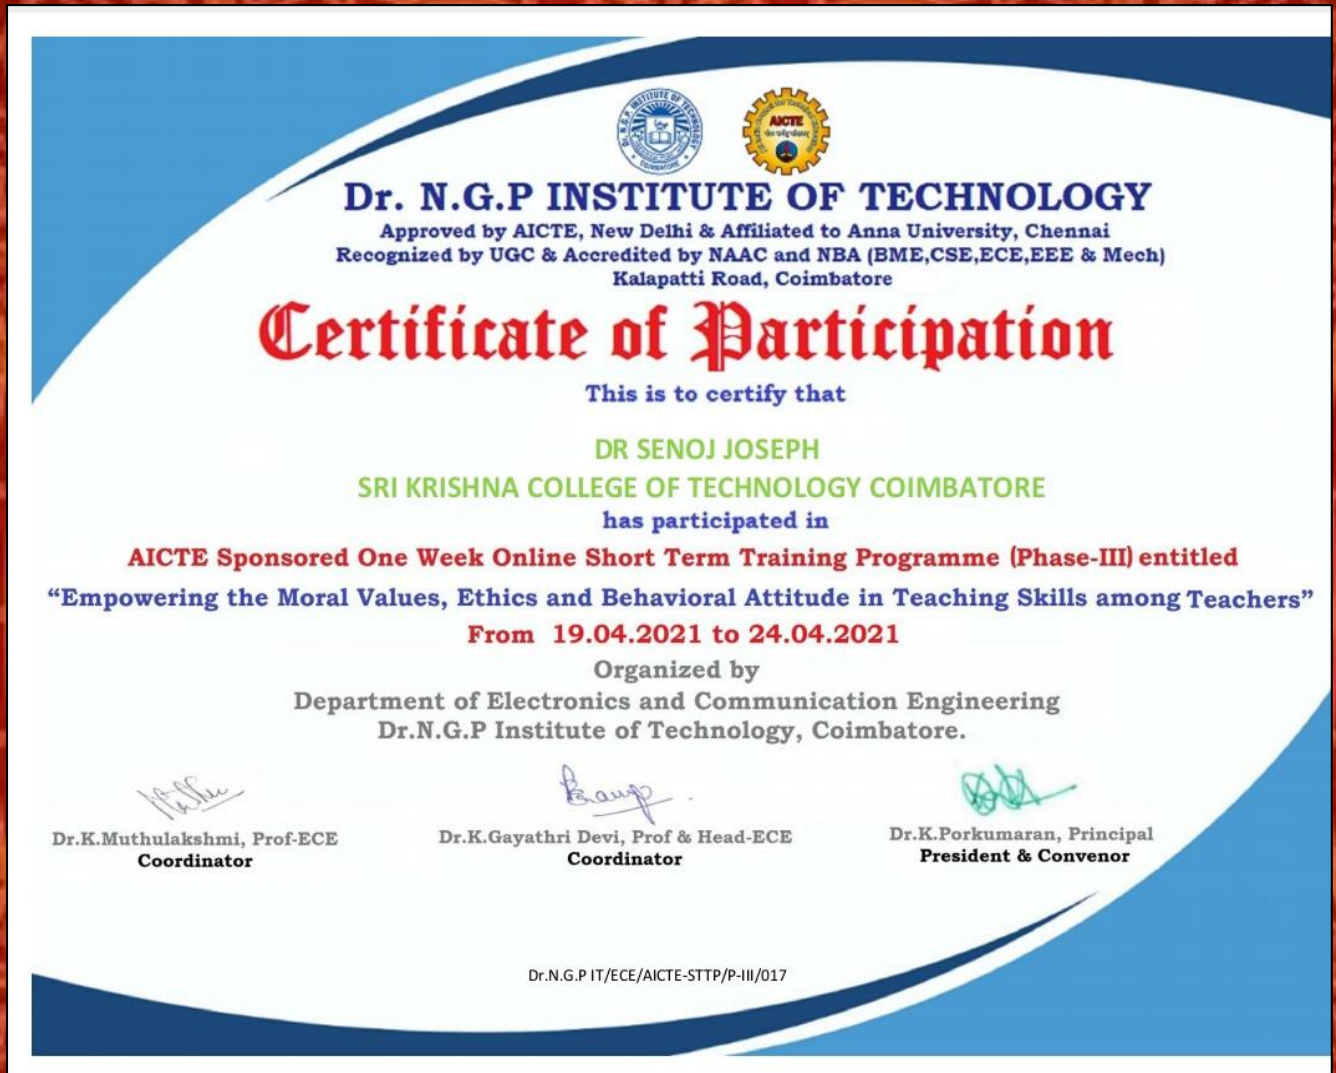 Dr. N.G.P INSTITUTE OF TECHNOLOGY
COIMBATORE
AICTE
Dr. N.G.P INSTITUTE OF TECHNOLOGY
Approved by AICTE, New Delhi & Affiliated to Anna University, Chennai
Recognized by UGC & Accredited by NAAC and NBA (BME,CSE,ECE,EEE & Mech)
Kalapatti Road, Coimbatore
Certificate of Participation
This is to certify that
DR SENOJ JOSEPH
SRI KRISHNA COLLEGE OF TECHNOLOGY COIMBATORE
has participated in
AICTE Sponsored One Week Online Short Term Training Programme (Phase-III) entitled
“Empowering the Moral Values, Ethics and Behavioral Attitude in Teaching Skills among Teachers”
From 19.04.2021 to 24.04.2021
Organized by
Department of Electronics and Communication Engineering
Dr.N.G.P Institute of Technology, Coimbatore.
Dr.K.Muthulakshmi, Prof-ECE
Coordinator
Dr.K.Gayathri Devi, Prof & Head-ECE
Coordinator
Dr.K.Porkumaran, Principal
President & Convenor
Dr.N.G.P IT/ECE/AICTE-STTP/P-III/017